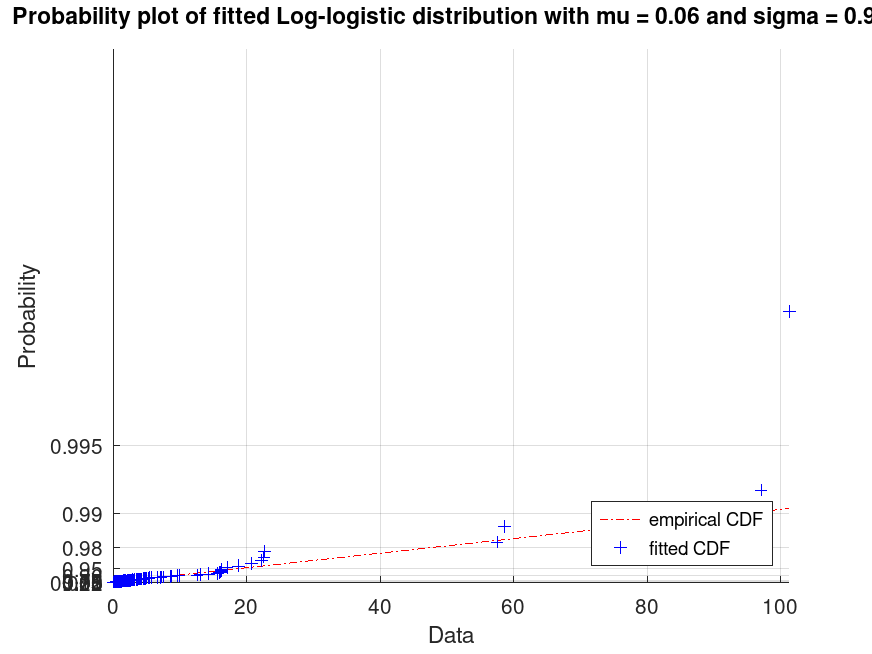 Probability plot of fitted Log-logistic distribution with mu = 0.06 and sigma = 0.9
Probability
0.995
0.99
0.98
0.95
0 20 40 60 80 100
Data
empirical CDF
fitted CDF